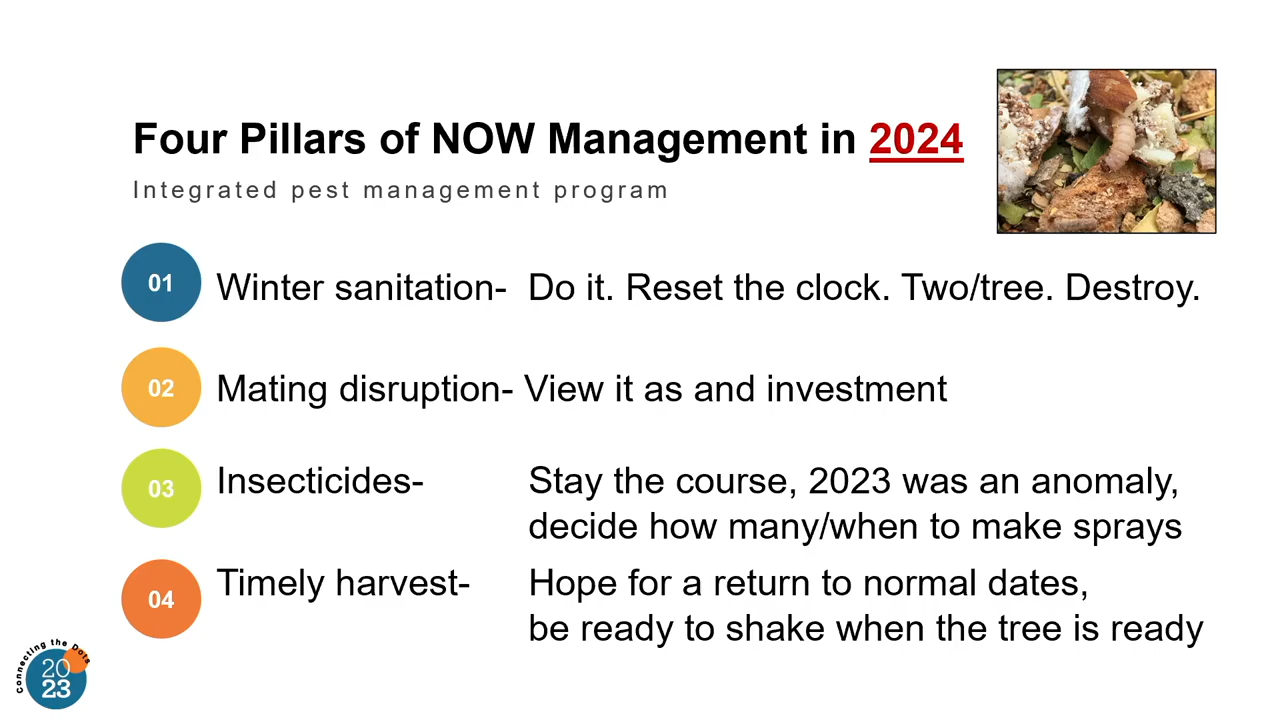 Four Pillars of NOW Management in 2024
Integrated pest management program
01 Winter sanitation- Do it. Reset the clock. Two/tree. Destroy.
02 Mating disruption- View it as and investment
03 Insecticides- Stay the course, 2023 was an anomaly,
decide how many/when to make sprays
04 Timely harvest- Hope for a return to normal dates,
be ready to shake when the tree is ready
Connecting the Dots
20
23